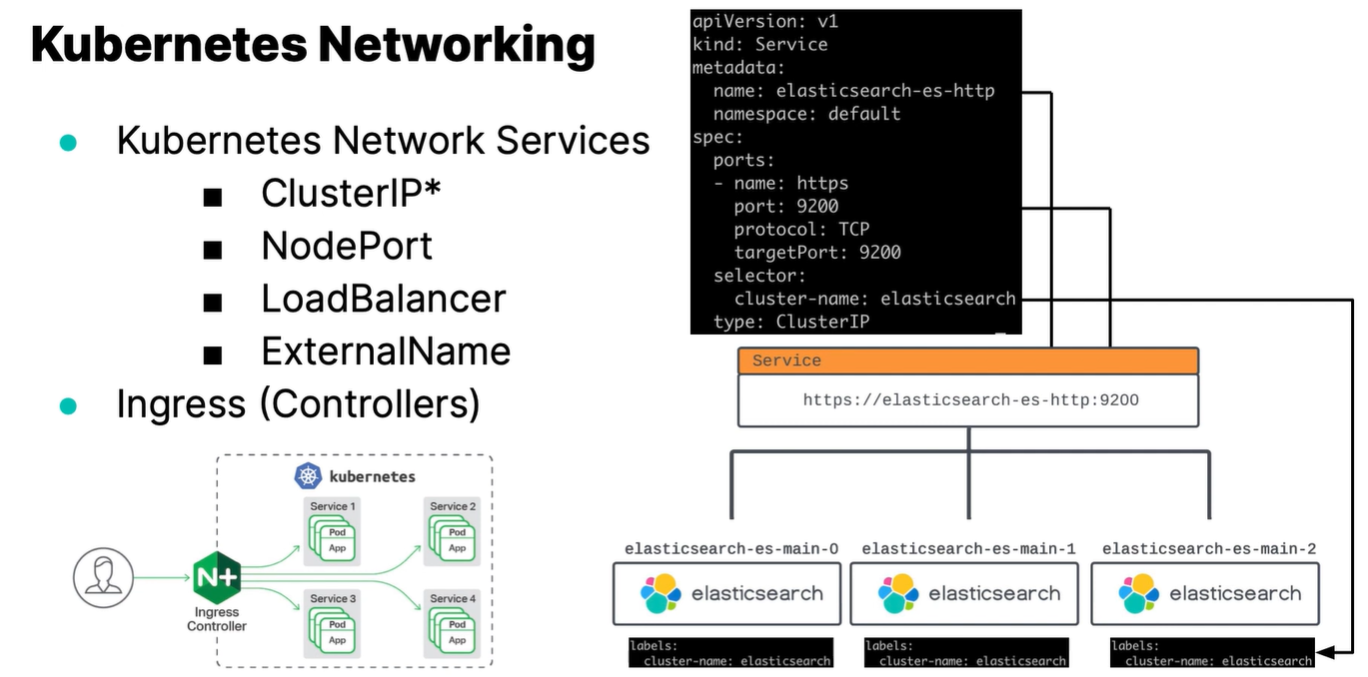 Kubernetes Networking
Kubernetes Network Services
ClusterIP*
NodePort
LoadBalancer
ExternalName
Ingress (Controllers)
kubernetes
Service 1
Pod
App
Service 2
Pod
App
Service 3
Pod
App
Service 4
Pod
App
N+
Ingress
Controller
apiVersion: v1
kind: Service
metadata:
  name: elasticsearch-es-http
  namespace: default
spec:
  ports:
  - name: https
    port: 9200
    protocol: TCP
    targetPort: 9200
  selector:
    cluster-name: elasticsearch
  type: ClusterIP
Service
https://elasticsearch-es-http:9200
elasticsearch-es-main-0
elasticsearch
labels:
  cluster-name: elasticsearch
elasticsearch-es-main-1
elasticsearch
labels:
  cluster-name: elasticsearch
elasticsearch-es-main-2
elasticsearch
labels:
  cluster-name: elasticsearch